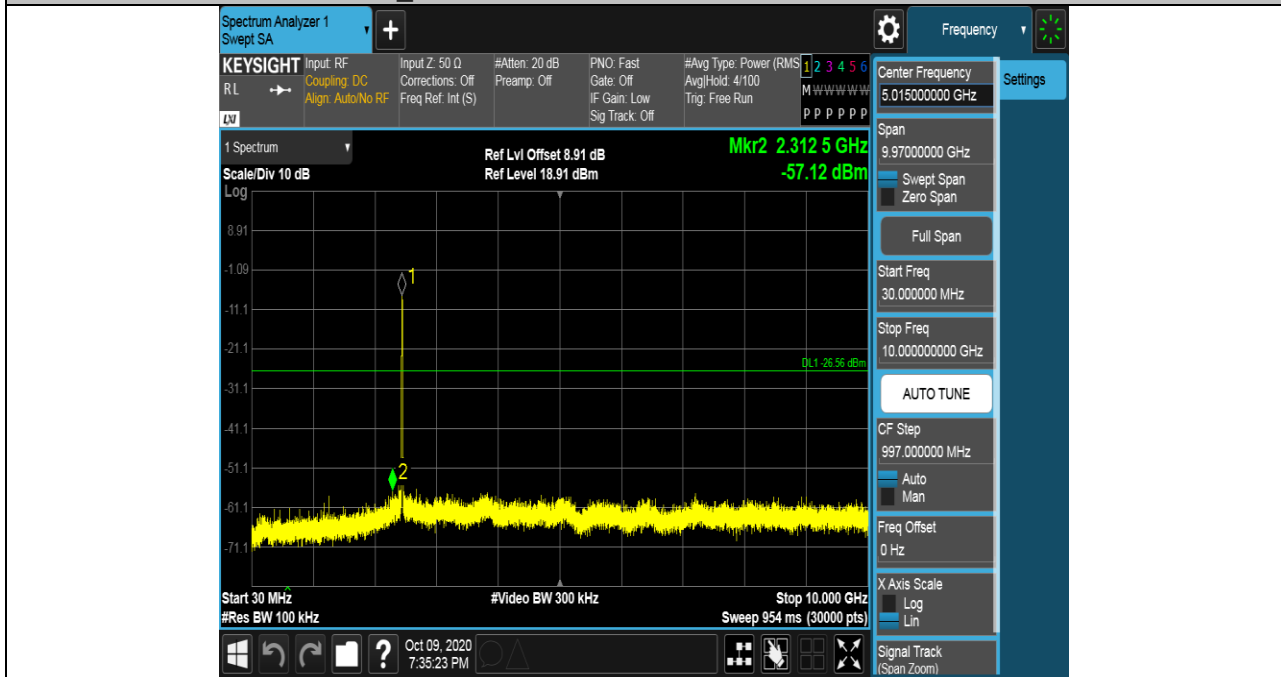 Spectrum Analyzer 1
Swept SA
+
Frequency
KEYSIGHT
RL
LXI
Input: RF
Coupling: DC
Align: Auto/No RF
Input Z: 50 Ω
Corrections: Off
Freq Ref: Int (S)
#Atten: 20 dB
Preamp: Off
PNO: Fast
Gate: Off
IF Gain: Low
Sig Track: Off
#Avg Type: Power (RMS
Avg|Hold: 4/100
Trig: Free Run
1 2 3 4 5 6
M W W W W W
P P P P P P
1 Spectrum
Scale/Div 10 dB
Ref Lvl Offset 8.91 dB
Ref Level 18.91 dBm
Mkr2 2.312 5 GHz
-57.12 dBm
Log
8.91
-1.09
-11.1
-21.1
-31.1
-41.1
-51.1
-61.1
-71.1
1
DL1 -26.56 dBm
2
Start 30 MHz
#Res BW 100 kHz
#Video BW 300 kHz
Stop 10.000 GHz
Sweep 954 ms (30000 pts)
Center Frequency
5.015000000 GHz
Settings
Span
9.97000000 GHz
Swept Span
Zero Span
Full Span
Start Freq
30.000000 MHz
Stop Freq
10.000000000 GHz
AUTO TUNE
CF Step
997.000000 MHz
Auto
Man
Freq Offset
0 Hz
X Axis Scale
Log
Lin
Signal Track
(Span Zoom)
?
Oct 09, 2020
7:35:23 PM